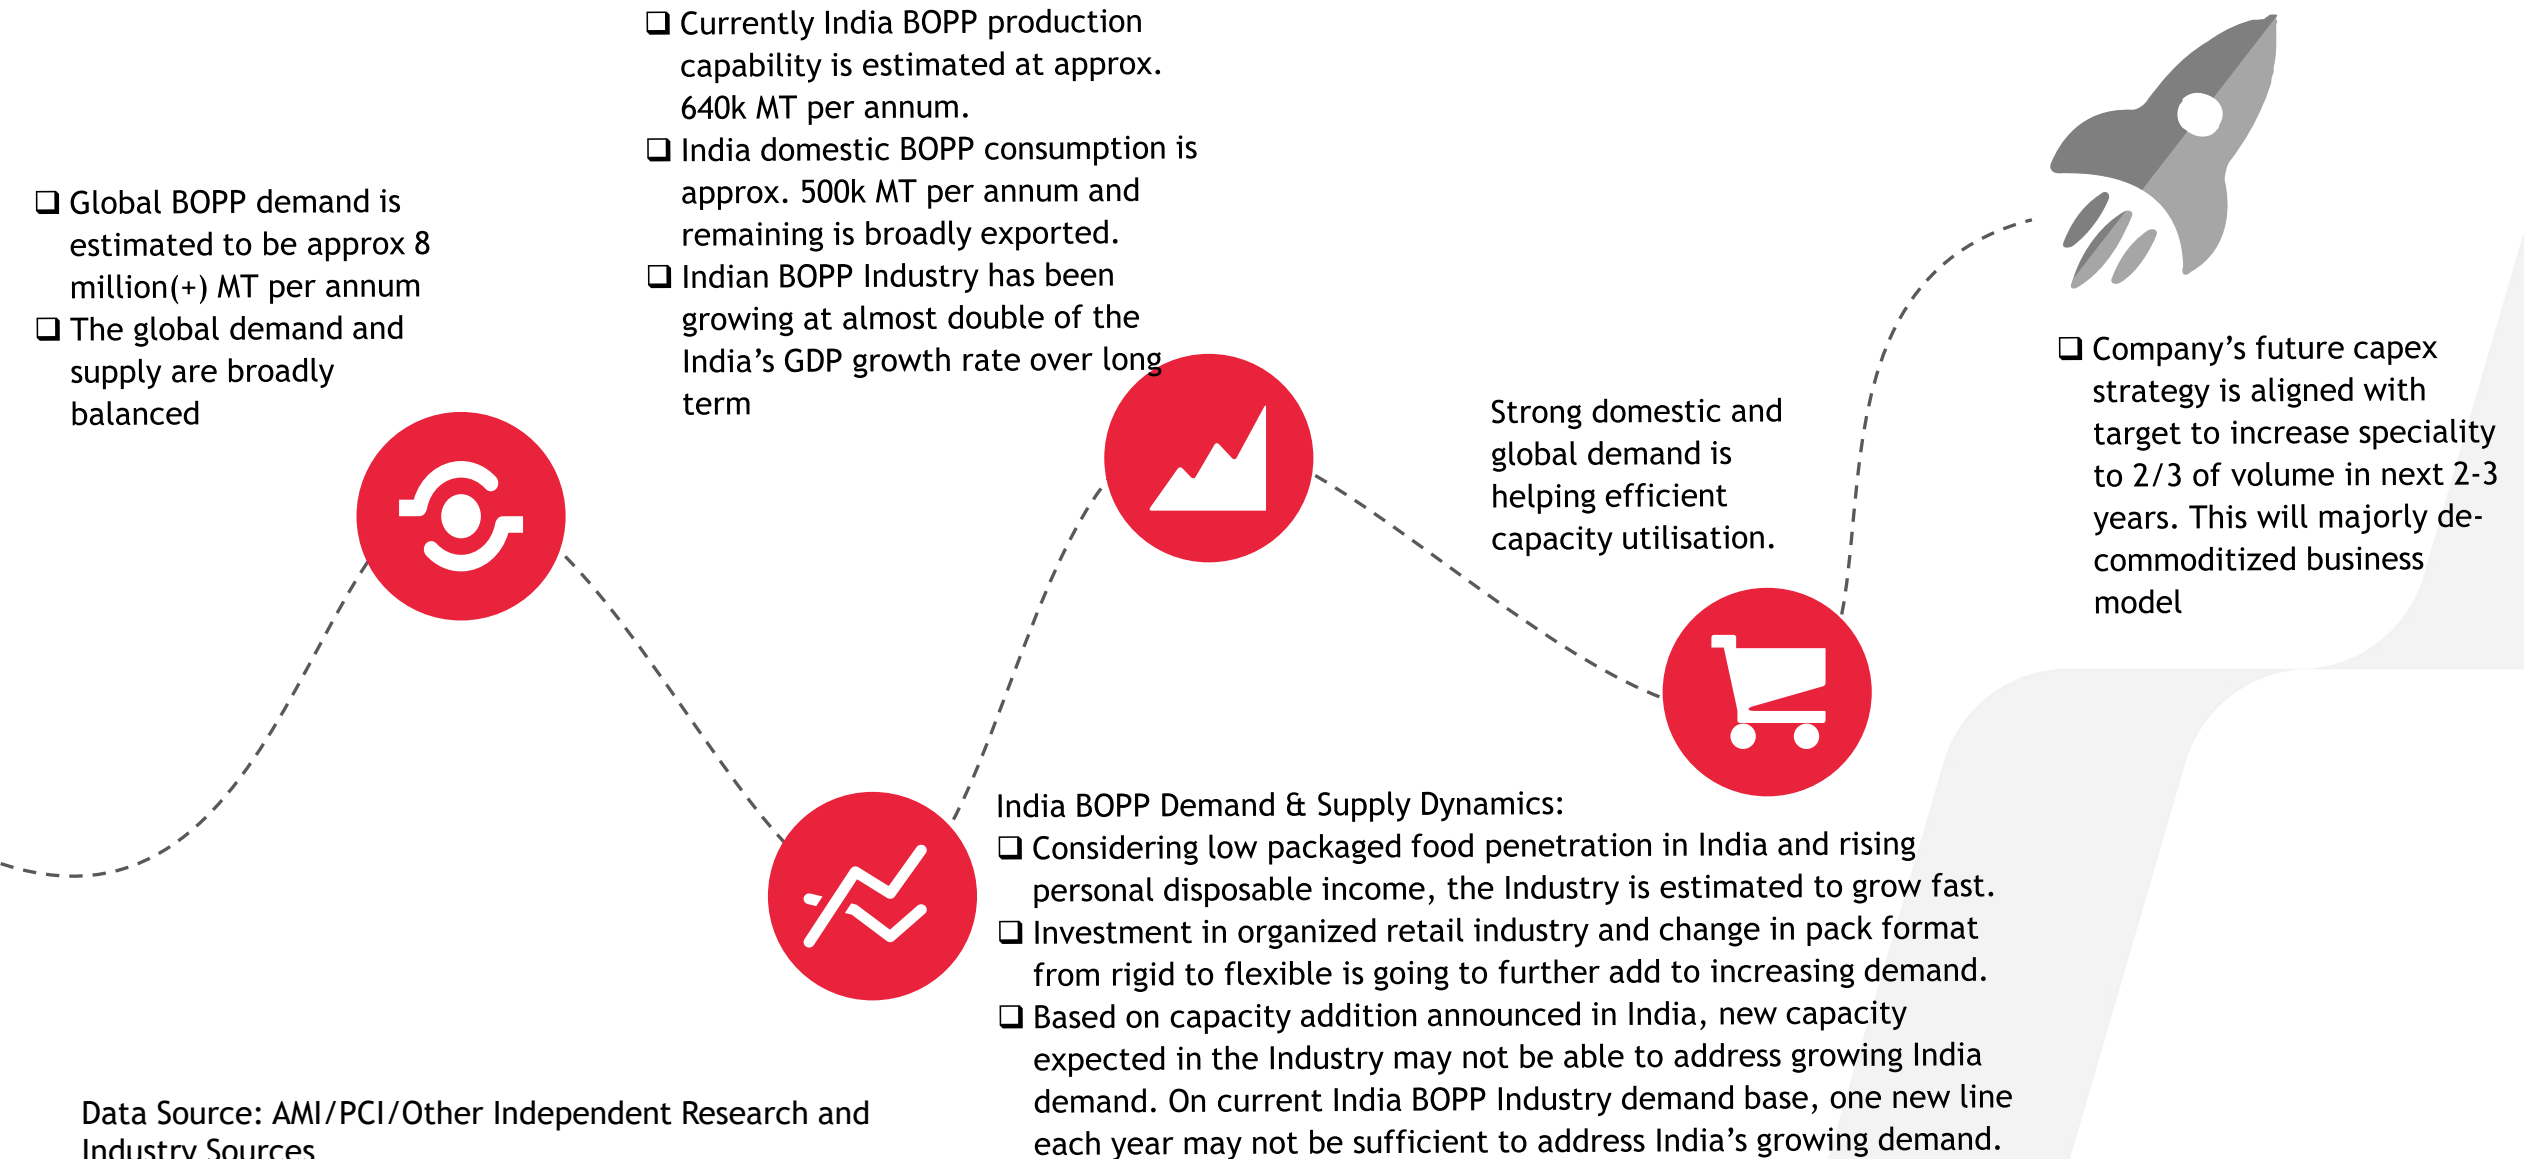 ❑ Global BOPP demand is
estimated to be approx 8
million(+) MT per annum
❑ The global demand and
supply are broadly
balanced
❑ Currently India BOPP production
capability is estimated at approx.
640k MT per annum.
❑ India domestic BOPP consumption is
approx. 500k MT per annum and
remaining is broadly exported.
❑ Indian BOPP Industry has been
growing at almost double of the
India's GDP growth rate over long
term
Strong domestic and
global demand is
helping efficient
capacity utilisation.
❑ Company's future capex
strategy is aligned with
target to increase speciality
to 2/3 of volume in next 2-3
years. This will majorly de-
commoditized business
model
India BOPP Demand & Supply Dynamics:
❑ Considering low packaged food penetration in India and rising
personal disposable income, the Industry is estimated to grow fast.
❑ Investment in organized retail industry and change in pack format
from rigid to flexible is going to further add to increasing demand.
❑ Based on capacity addition announced in India, new capacity
expected in the Industry may not be able to address growing India
demand. On current India BOPP Industry demand base, one new line
each year may not be sufficient to address India's growing demand.
Data Source: AMI/PCI/Other Independent Research and
Industry Sources